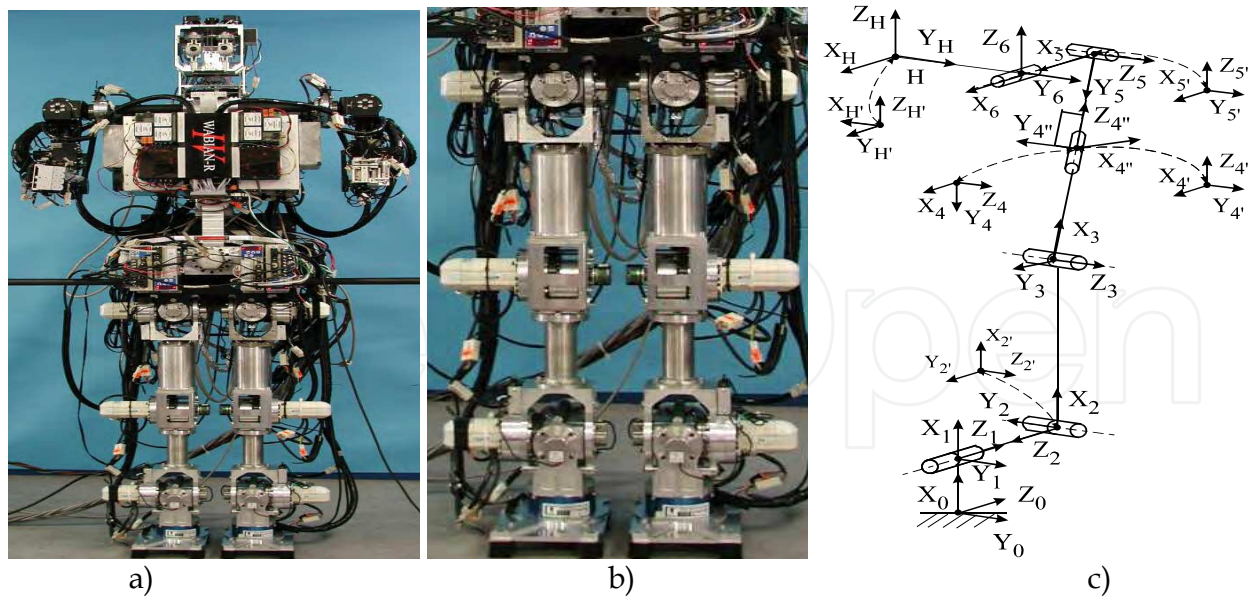 WABIAN-R
IV
Open
Z_H
X_H
Y_H
H
X_H'
Z_H'
Y_H'
Z_6
X_6
Y_6
X_5
Z_5
Y_5
X_5'
Z_5'
Y_5'
Z_4"
Y_4"
X_4"
X_4
Z_4
Y_4
X_4'
Z_4'
Y_4'
X_3
Y_3
Z_3
X_2'
Y_2'
Z_2'
Y_2
X_2
Z_2
X_1
Z_1
Y_1
X_0
Z_0
Y_0
a)
b)
c)